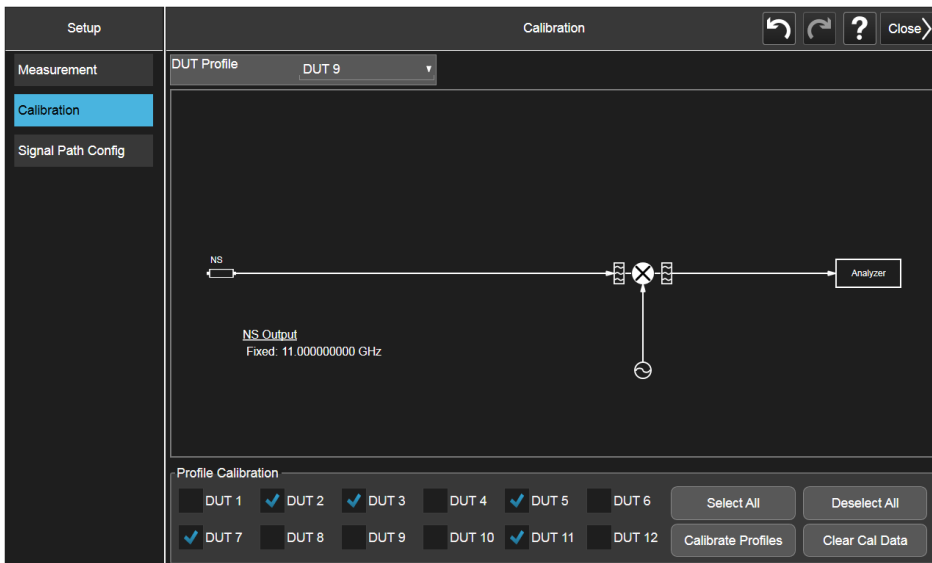 Setup
Calibration
?
Close
Measurement
Calibration
Signal Path Config
DUT Profile
DUT 9
NS
Analyzer
NS Output
Fixed: 11.000000000 GHz
Profile Calibration
DUT 1 DUT 2 DUT 3 DUT 4 DUT 5 DUT 6 Select All Deselect All
DUT 7 DUT 8 DUT 9 DUT 10 DUT 11 DUT 12 Calibrate Profiles Clear Cal Data